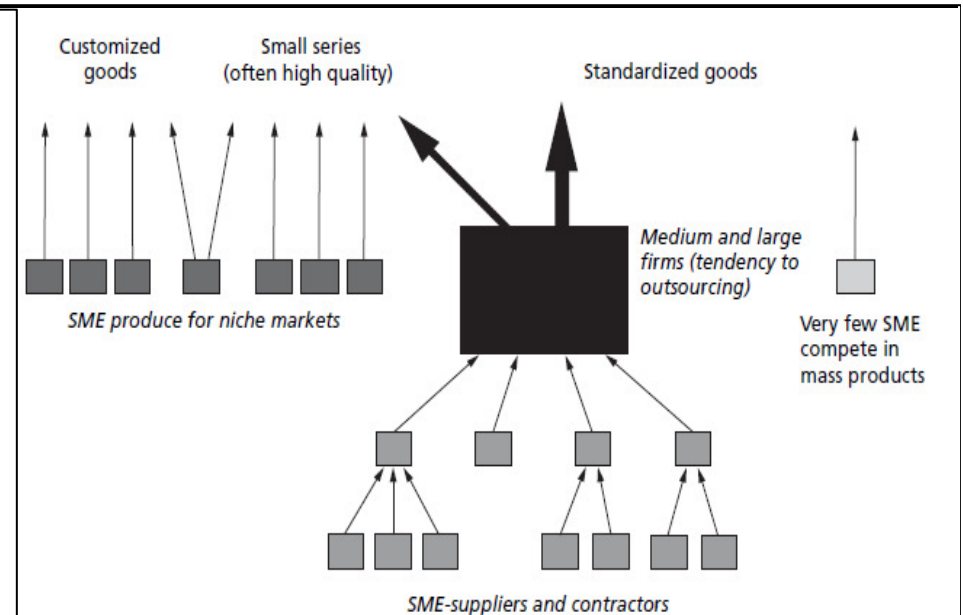 Customized
goods
Small series
(often high quality)
Standardized goods
Medium and large
firms (tendency to
outsourcing)
SME produce for niche markets
Very few SME
compete in
mass products
SME-suppliers and contractors